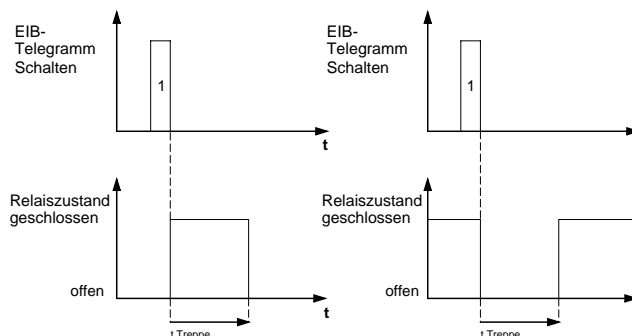 EIB-
Telegramm
Schalten
1
t
Relaiszustand
geschlossen
offen
t
t Treppe
EIB-
Telegramm
Schalten
1
Relaiszustand
geschlossen
offen
t Treppe